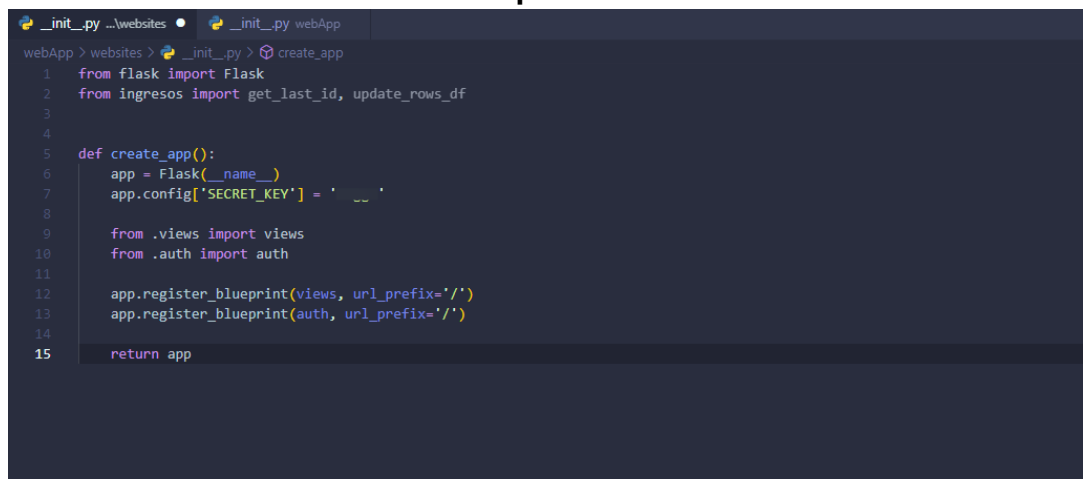 __init__.py ...\websites ● __init__.py webApp
webApp > websites > __init__.py > create_app
1 from flask import Flask
2 from ingresos import get_last_id, update_rows_df
3
4
5 def create_app():
6     app = Flask(__name__)
7     app.config['SECRET_KEY'] = ' '
8
9     from .views import views
10     from .auth import auth
11
12     app.register_blueprint(views, url_prefix='/')
13     app.register_blueprint(auth, url_prefix='/')
14
15     return app